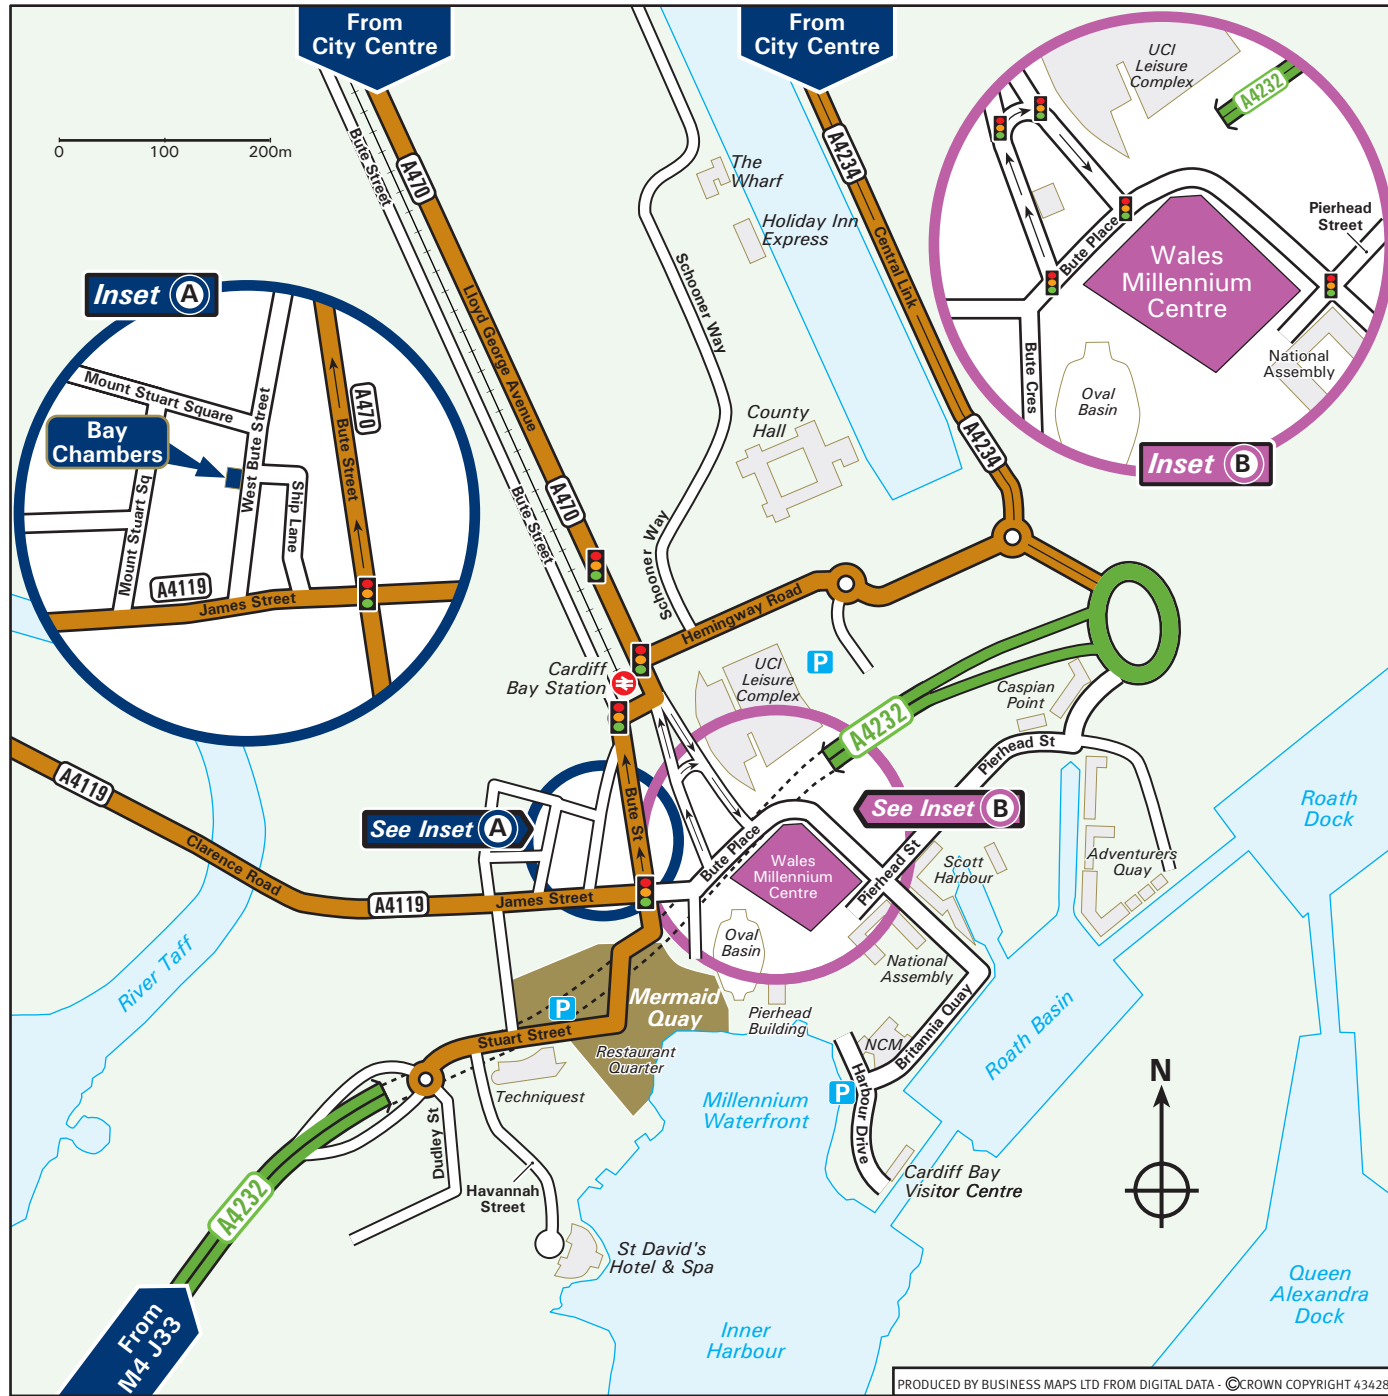 From
City Centre
From
City Centre
0
100
200m
Bute Street
A470
Lloyd George Avenue
Bute Street
A470
Schooner Way
Schooner Way
The
Wharf
Holiday Inn
Express
A4234
Central Link
A4234
County
Hall
Hemingway Road
Inset A
Mount Stuart Square
Bay
Chambers
West Bute Street
Mount Stuart Sq
Ship Lane
Bute Street
A470
A4119
James Street
UCI
Leisure
Complex
A4232
Pierhead
Street
Bute Place
Wales
Millennium
Centre
National
Assembly
Bute Cres
Oval
Basin
Inset B
Cardiff
Bay Station
UCI
Leisure
Complex
P
Caspian
Point
A4232
Pierhead St
A4119
Clarence Road
A4119
James Street
See Inset A
Bute St
Bute Place
Wales
Millennium
Centre
See Inset B
Pierhead St
Scott
Harbour
Adventurers
Quay
Roath
Dock
River Taff
Oval
Basin
National
Assembly
Mermaid
Quay
P
Stuart Street
Restaurant
Quarter
Pierhead
Building
NCM
Britannia Quay
Roath Basin
Techniquest
Millennium
Waterfront
P
Harbour Drive
Dudley St
Havannah
Street
Cardiff Bay
Visitor Centre
N
A4232
St David's
Hotel & Spa
Queen
Alexandra
Dock
Inner
Harbour
From
M4 J33
PRODUCED BY BUSINESS MAPS LTD FROM DIGITAL DATA - ©CROWN COPYRIGHT 43428